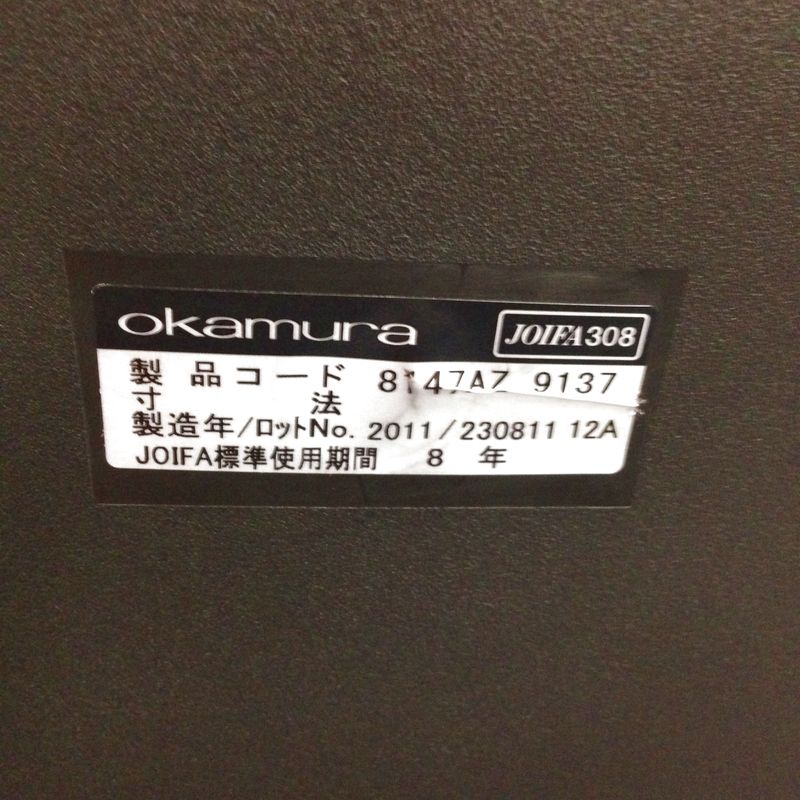 okamura
JOIFA308
製品コード 8147AZ 9137
寸法
製造年/ロットNo. 2011/230811 12A
JOIFA標準使用期間 8 年